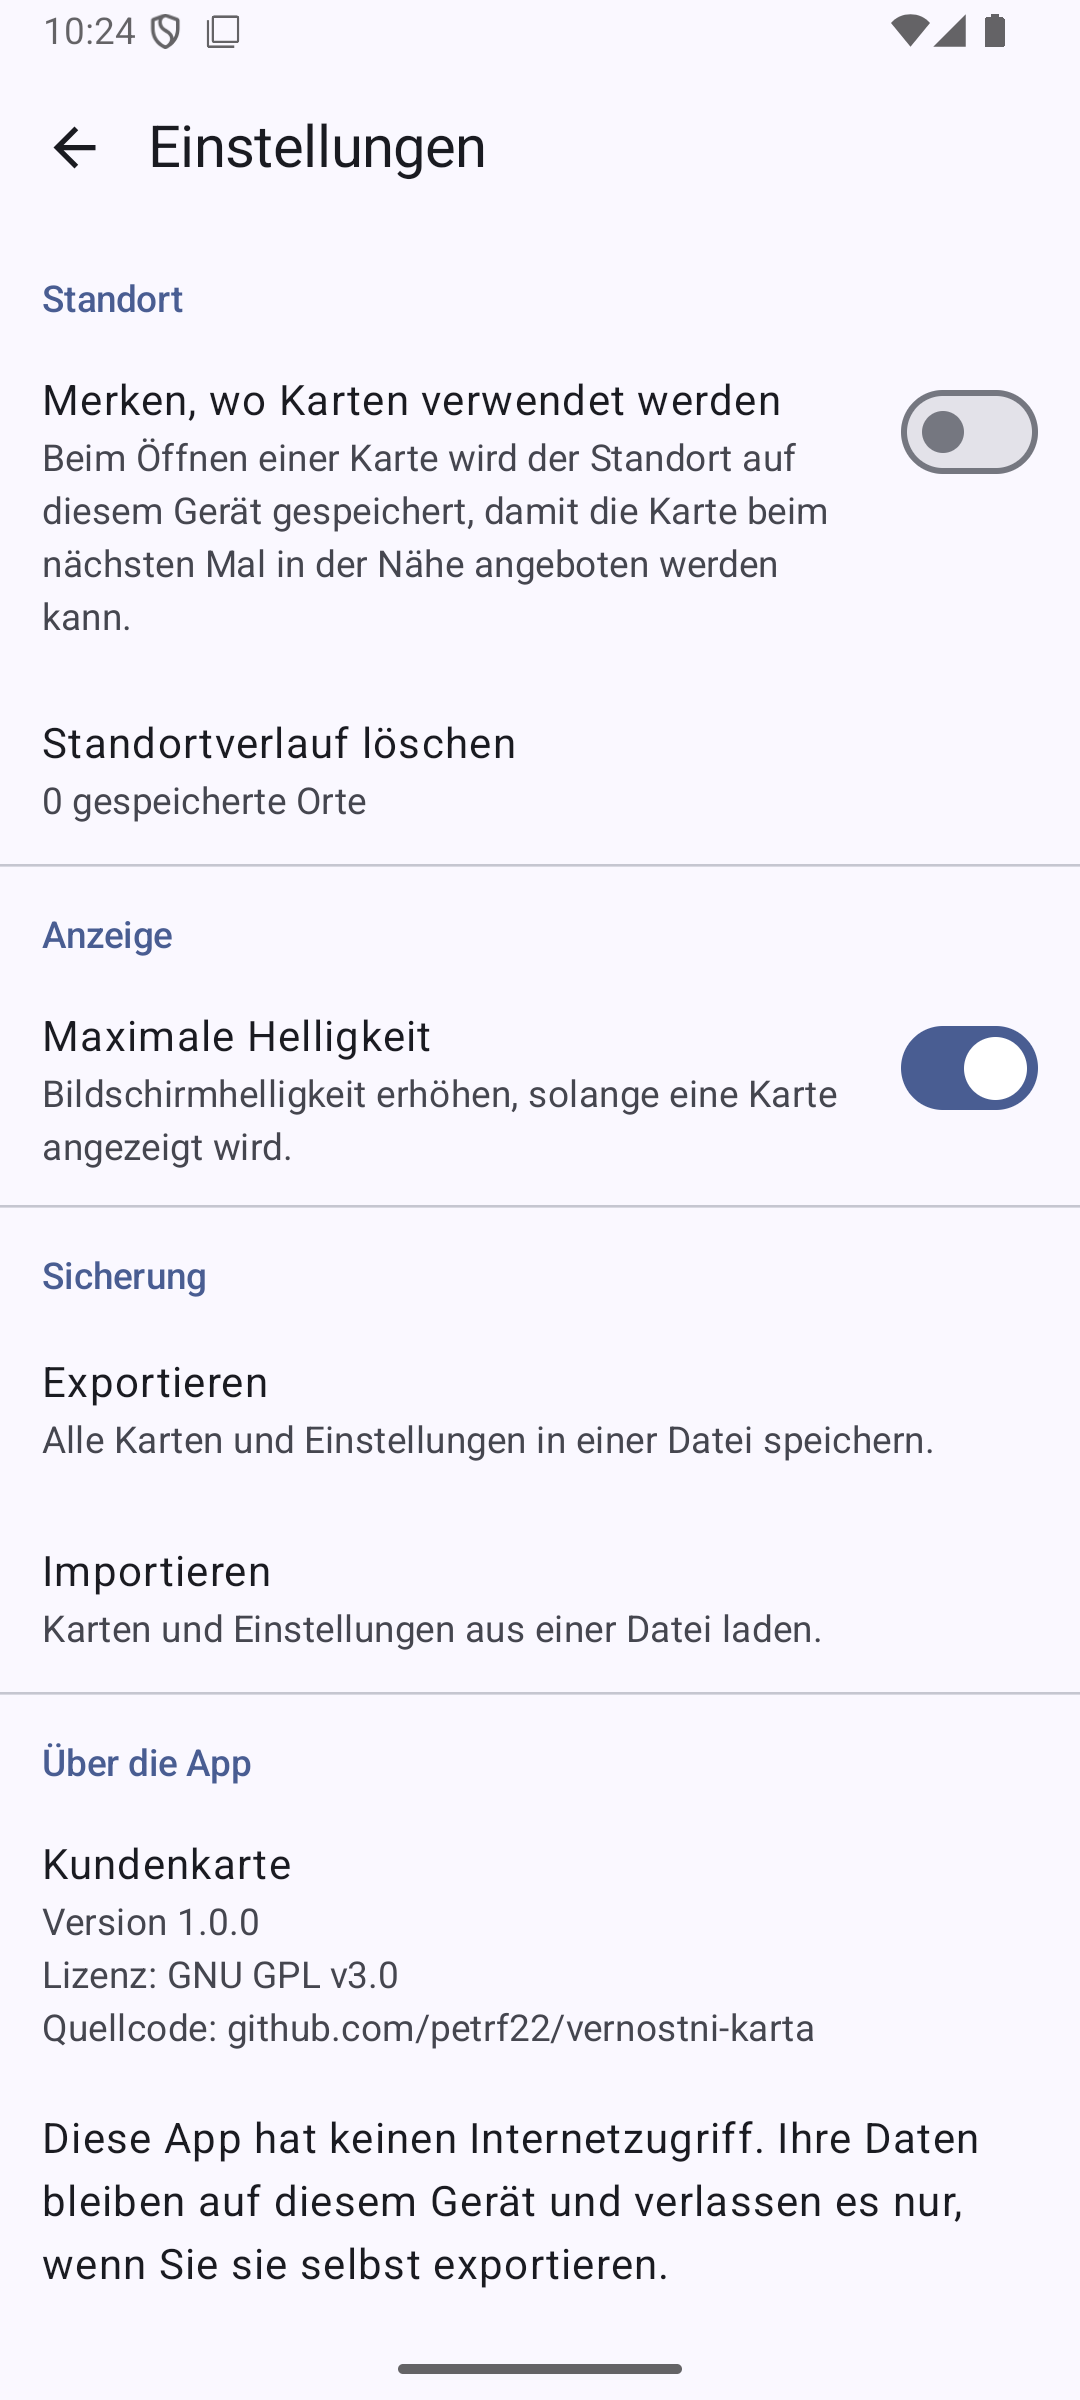 10:24
Einstellungen
Standort
Merken, wo Karten verwendet werden
Beim Öffnen einer Karte wird der Standort auf
diesem Gerät gespeichert, damit die Karte beim
nächsten Mal in der Nähe angeboten werden
kann.
Standortverlauf löschen
0 gespeicherte Orte
Anzeige
Maximale Helligkeit
Bildschirmhelligkeit erhöhen, solange eine Karte
angezeigt wird.
Sicherung
Exportieren
Alle Karten und Einstellungen in einer Datei speichern.
Importieren
Karten und Einstellungen aus einer Datei laden.
Über die App
Kundenkarte
Version 1.0.0
Lizenz: GNU GPL v3.0
Quellcode: github.com/petrf22/vernostni-karta
Diese App hat keinen Internetzugriff. Ihre Daten
bleiben auf diesem Gerät und verlassen es nur,
wenn Sie sie selbst exportieren.